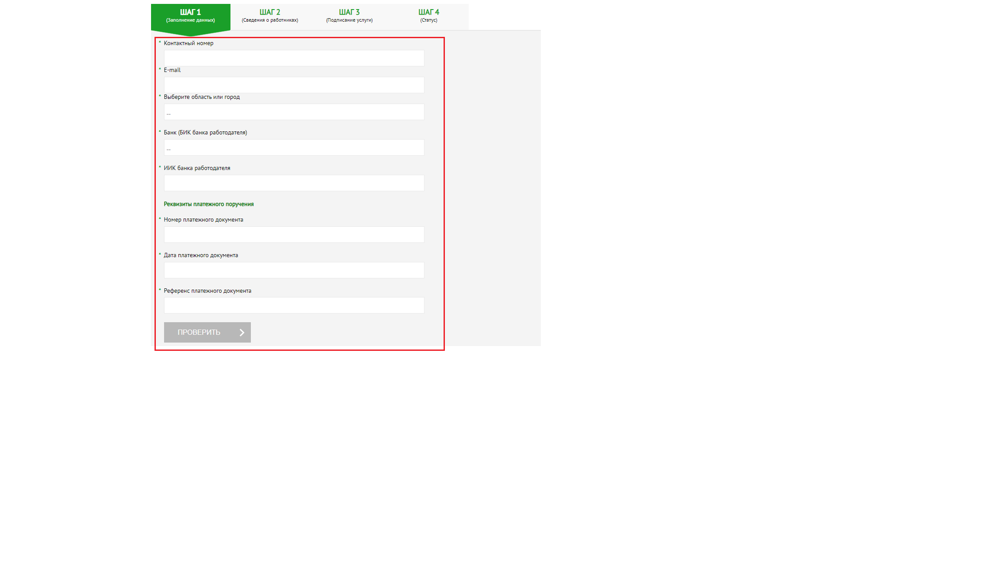 ШАГ 1
(Заполнение данных)
ШАГ 2
(Сведения о работниках)
ШАГ 3
(Подписание услуги)
ШАГ 4
(Статус)
* Контактный номер
* E-mail
* Выберите область или город
--
* Банк (БИК банка работодателя)
--
* ИИК банка работодателя
Реквизиты платежного поручения
* Номер платежного документа
* Дата платежного документа
* Референс платежного документа
ПРОВЕРИТЬ